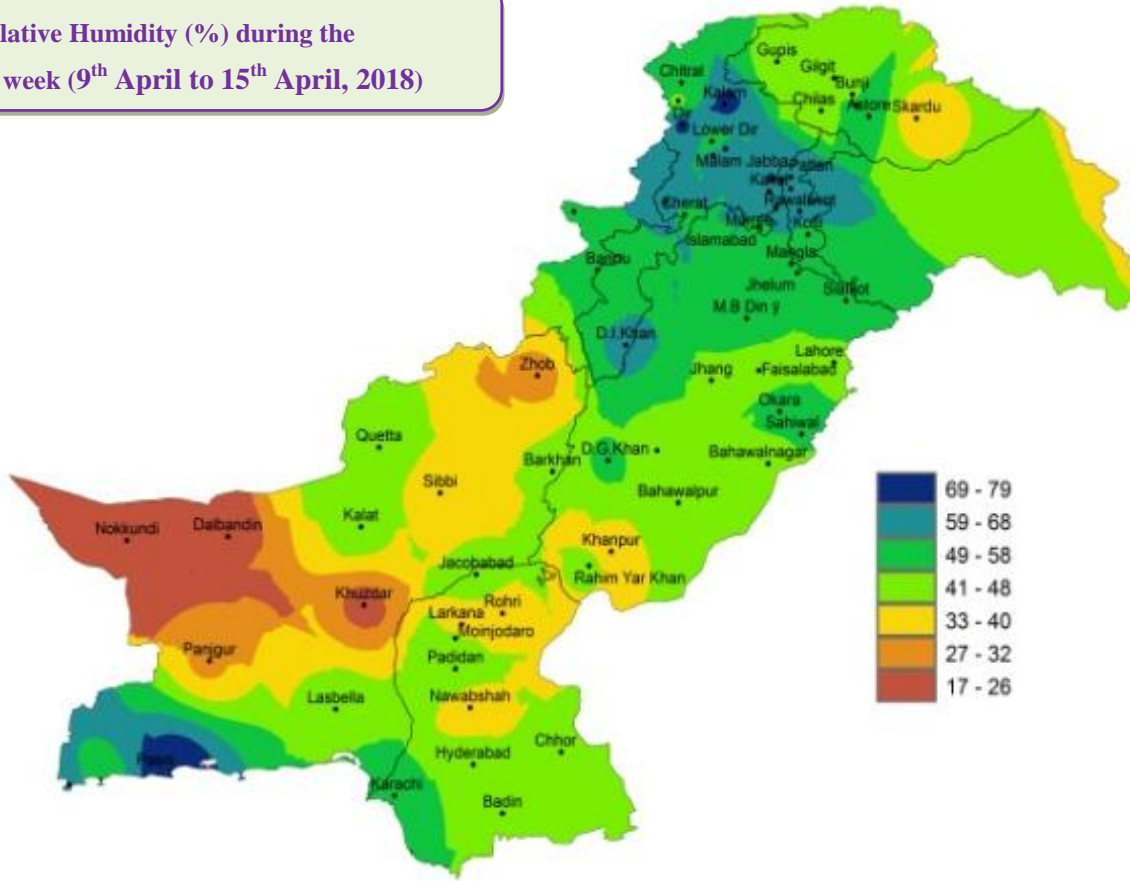 lative Humidity (%) during the
week (9th April to 15th April, 2018)
Gupis
Gilgit
Chitral
Bunji
Kalam
Chilas
Astore
Skardu
Dir
Lower Dir
Malam Jabba
Pattan
Kakul
Cherat
Rawalakot
Murree
Kotli
Islamabad
Mangla
Bannu
Jhelum
Sialkot
M.B Din ÿ
D.I.Khan
Lahore
Zhob
Jhang
Faisalabad
Okara
Sahiwal
Quetta
D.G.Khan
Bahawalnagar
Barkhan
Sibbi
Bahawalpur
69 - 79
Kalat
59 - 68
Nokkundi
Dalbandin
Khanpur
49 - 58
Jacobabad
Rahim Yar Khan
41 - 48
Khuzdar
Rohri
Larkana
33 - 40
Moinjodaro
Panjgur
Padidan
27 - 32
17 - 26
Lasbella
Nawabshah
Hyderabad
Chhor
Pasni
Karachi
Badin